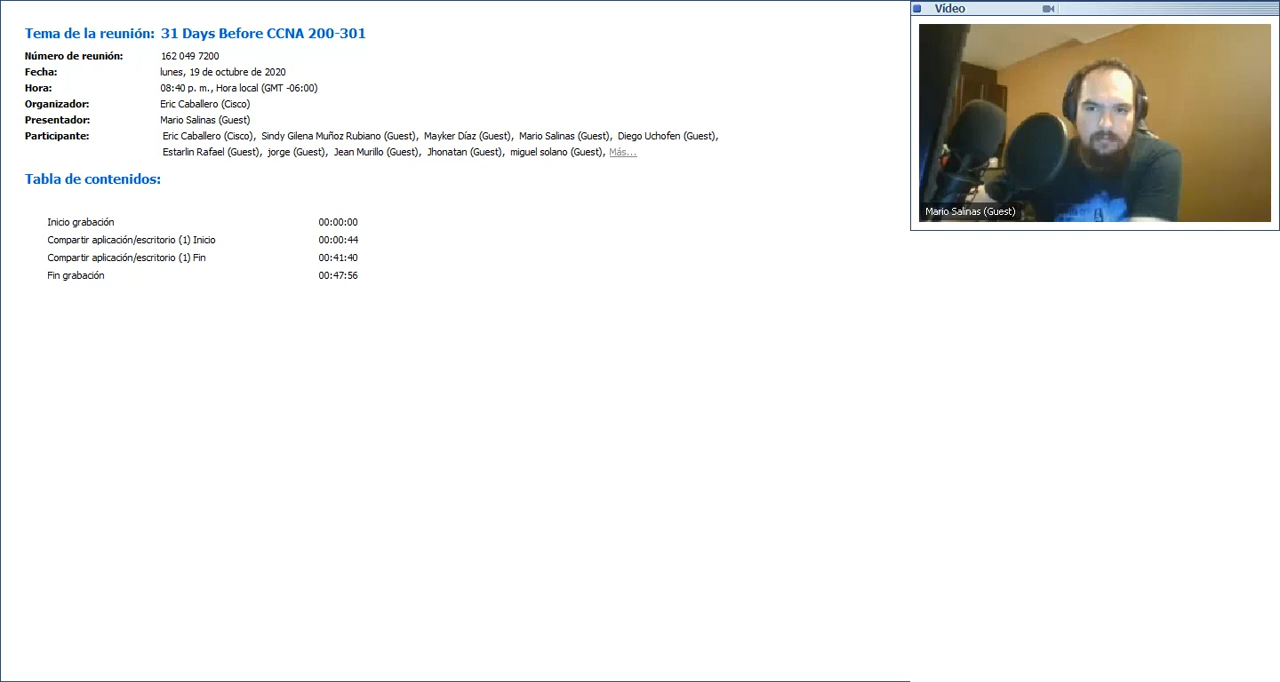 Tema de la reunión: 31 Days Before CCNA 200-301
Número de reunión: 162 049 7200
Fecha: lunes, 19 de octubre de 2020
Hora: 08:40 p. m., Hora local (GMT -06:00)
Organizador: Eric Caballero (Cisco)
Presentador: Mario Salinas (Guest)
Participante: Eric Caballero (Cisco), Sindy Gilena Muñoz Rubiano (Guest), Mayker Díaz (Guest), Mario Salinas (Guest), Diego Uchofen (Guest),
Estarlin Rafael (Guest), jorge (Guest), Jean Murillo (Guest), Jhonatan (Guest), miguel solano (Guest), Más...
Tabla de contenidos:
Inicio grabación 00:00:00
Compartir aplicación/escritorio (1) Inicio 00:00:44
Compartir aplicación/escritorio (1) Fin 00:41:40
Fin grabación 00:47:56
Vídeo
Mario Salinas (Guest)